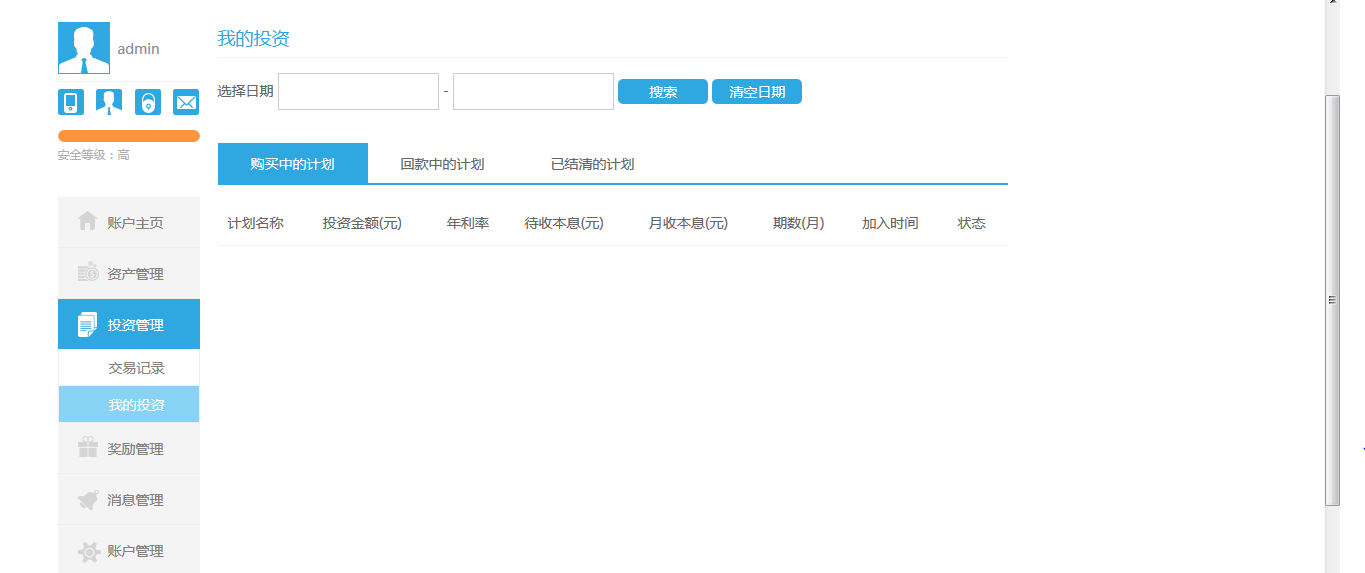 admin
安全等级：高
账户主页
资产管理
投资管理
交易记录
我的投资
奖励管理
消息管理
账户管理
我的投资
选择日期 - 搜索 清空日期
购买中的计划 回款中的计划 已结清的计划
计划名称 投资金额(元) 年利率 待收本息(元) 月收本息(元) 期数(月) 加入时间 状态